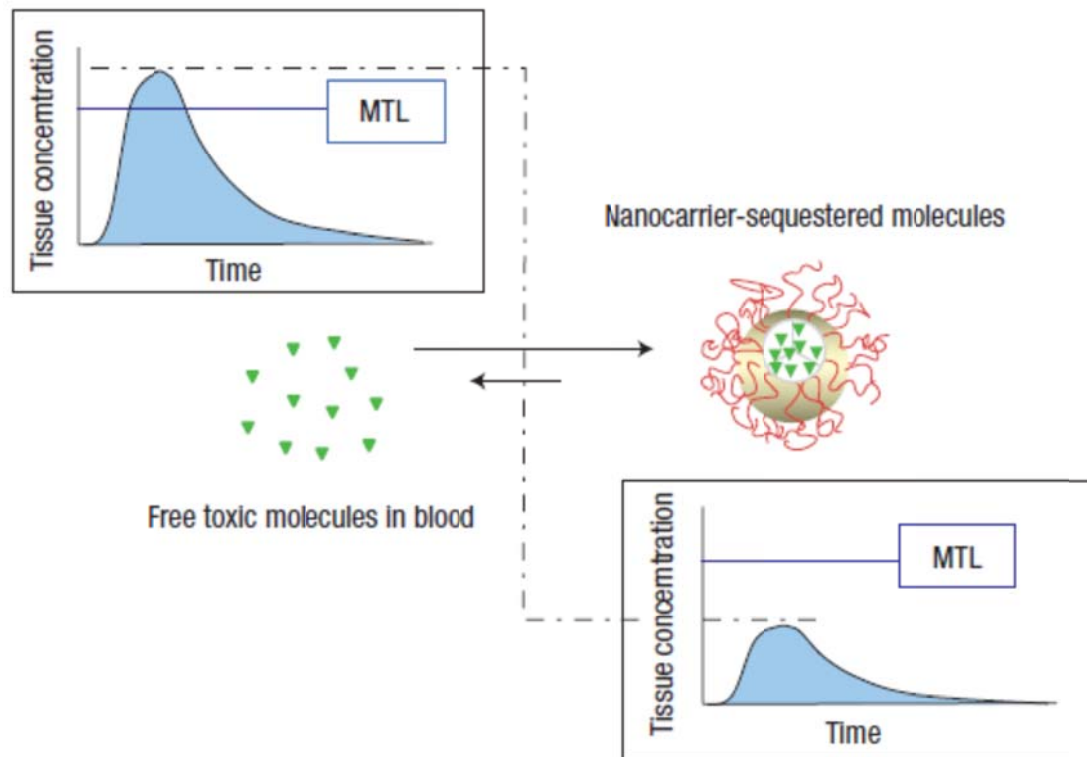 Tissue concemtration
MTL
Time
Nanocarrier-sequestered molecules
Free toxic molecules in blood
Tissue concemtration
MTL
Time